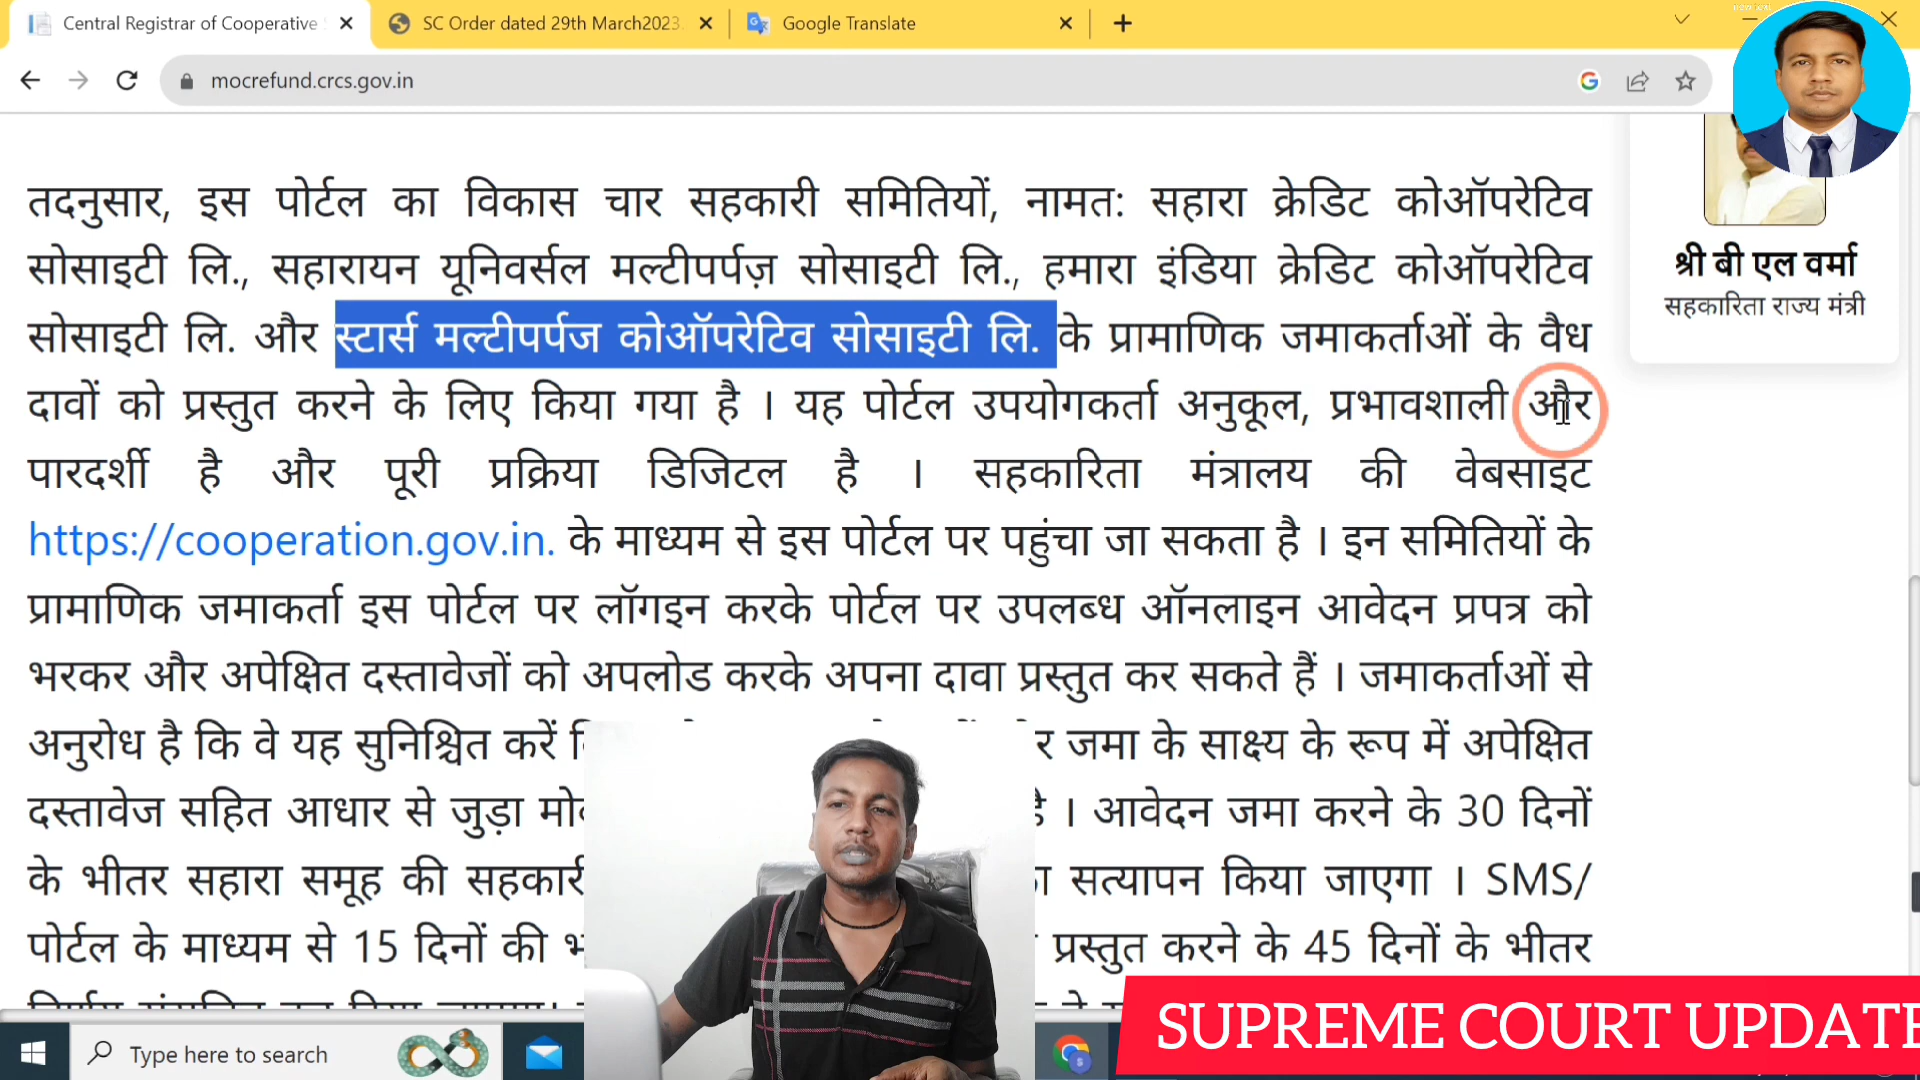 Central Registrar of Cooperative
SC Order dated 29th March2023
Google Translate
mocrefund.crcs.gov.in
तदनुसार, इस पोर्टल का विकास चार सहकारी समितियों, नामत: सहारा क्रेडिट कोऑपरेटिव
सोसाइटी लि., सहारायन यूनिवर्सल मल्टीपर्पज़ सोसाइटी लि., हमारा इंडिया क्रेडिट कोऑपरेटिव
सोसाइटी लि. और स्टार्स मल्टीपर्पज कोऑपरेटिव सोसाइटी लि. के प्रामाणिक जमाकर्ताओं के वैध
दावों को प्रस्तुत करने के लिए किया गया है । यह पोर्टल उपयोगकर्ता अनुकूल, प्रभावशाली और
पारदर्शी है और पूरी प्रक्रिया डिजिटल है । सहकारिता मंत्रालय की वेबसाइट
https://cooperation.gov.in. के माध्यम से इस पोर्टल पर पहुंचा जा सकता है । इन समितियों के
प्रामाणिक जमाकर्ता इस पोर्टल पर लॉगइन करके पोर्टल पर उपलब्ध ऑनलाइन आवेदन प्रपत्र को
भरकर और अपेक्षित दस्तावेजों को अपलोड करके अपना दावा प्रस्तुत कर सकते हैं । जमाकर्ताओं से
अनुरोध है कि वे यह सुनिश्चित करें जमा के साक्ष्य के रूप में अपेक्षित
दस्तावेज सहित आधार से जुड़ा । आवेदन जमा करने के 30 दिनों
के भीतर सहारा समूह की सत्यापन किया जाएगा । SMS/
पोर्टल के माध्यम से 15 दिनों की प्रस्तुत करने के 45 दिनों के भीतर
श्री बी एल वर्मा
सहकारिता राज्य मंत्री
SUPREME COURT UPDATE
Type here to search